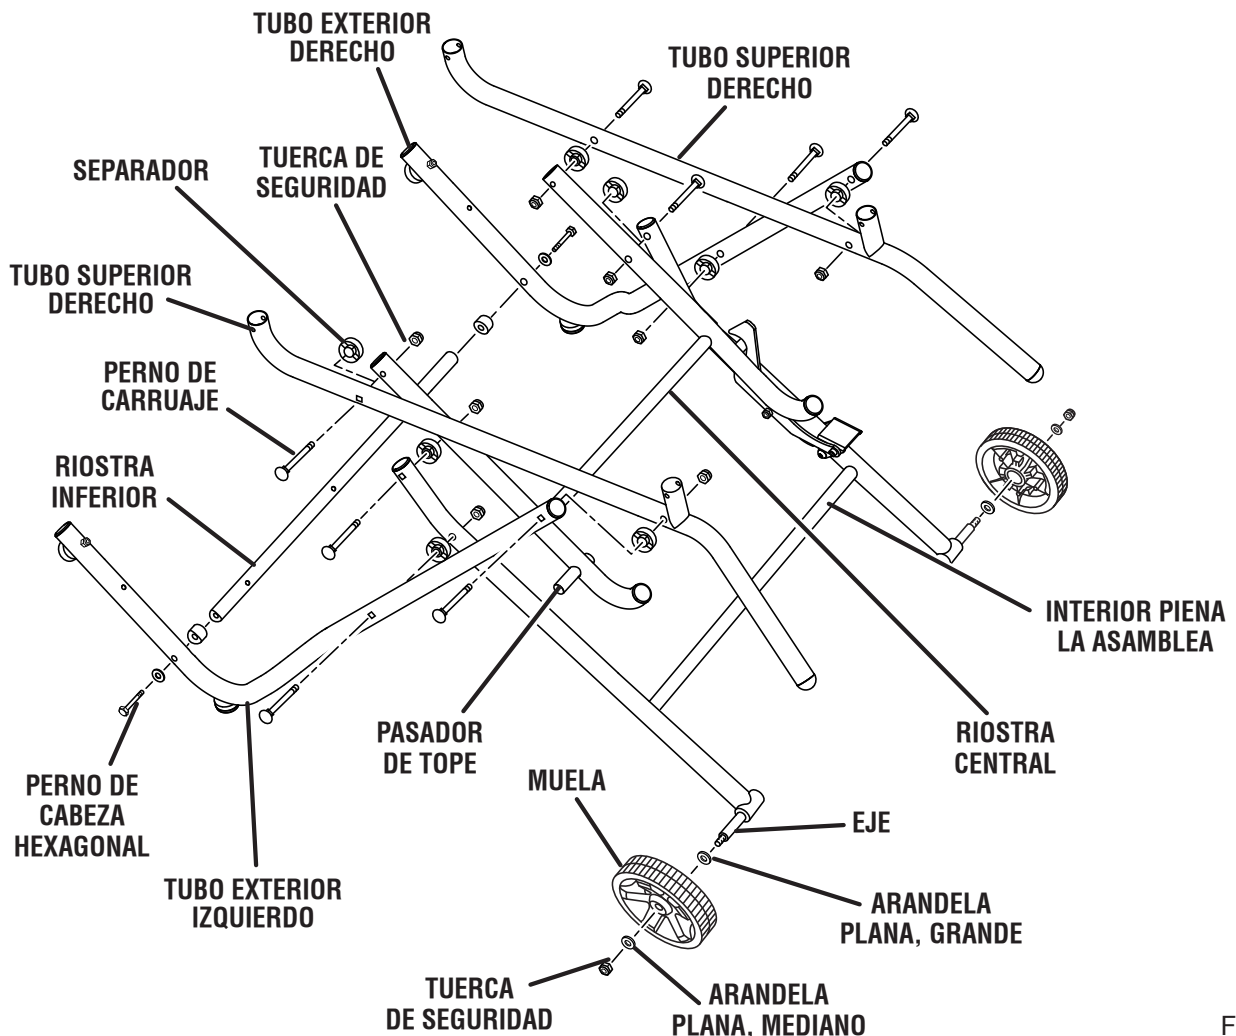 TUBO EXTERIOR
DERECHO
TUBO SUPERIOR
DERECHO
SEPARADOR
TUERCA DE
SEGURIDAD
TUBO SUPERIOR
DERECHO
PERNO DE
CARRUAJE
RIOSTRA
INFERIOR
INTERIOR PIENA
LA ASAMBLEA
PASADOR
DE TOPE
RIOSTRA
CENTRAL
MUELA
PERNO DE
CABEZA
HEXAGONAL
EJE
TUBO EXTERIOR
IZQUIERDO
ARANDELA
PLANA, GRANDE
TUERCA
DE SEGURIDAD
ARANDELA
PLANA, MEDIANO
F